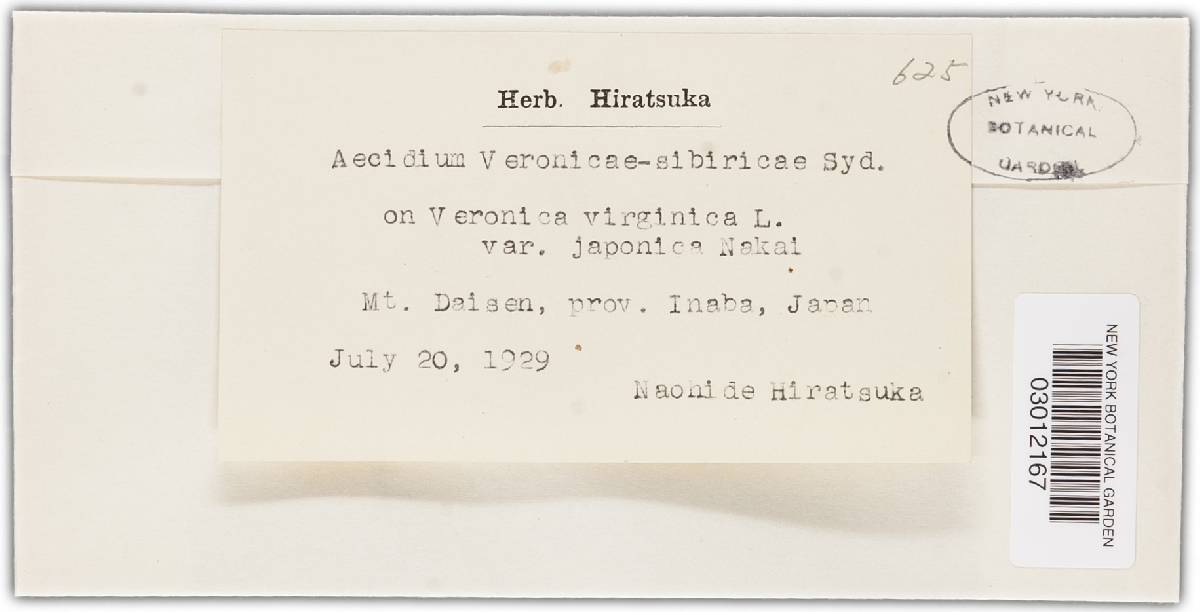 625
Herb. Hiratsuka
NEW YORK
BOTANICAL
GARDEN
Aecidium Veronicae-sibiricae Syd.
on Veronica virginica L.
var. japonica Nakai
Mt. Daisen, prov. Inaba, Japan
July 20, 1929
Naohide Hiratsuka
NEW YORK BOTANICAL GARDEN
03012167